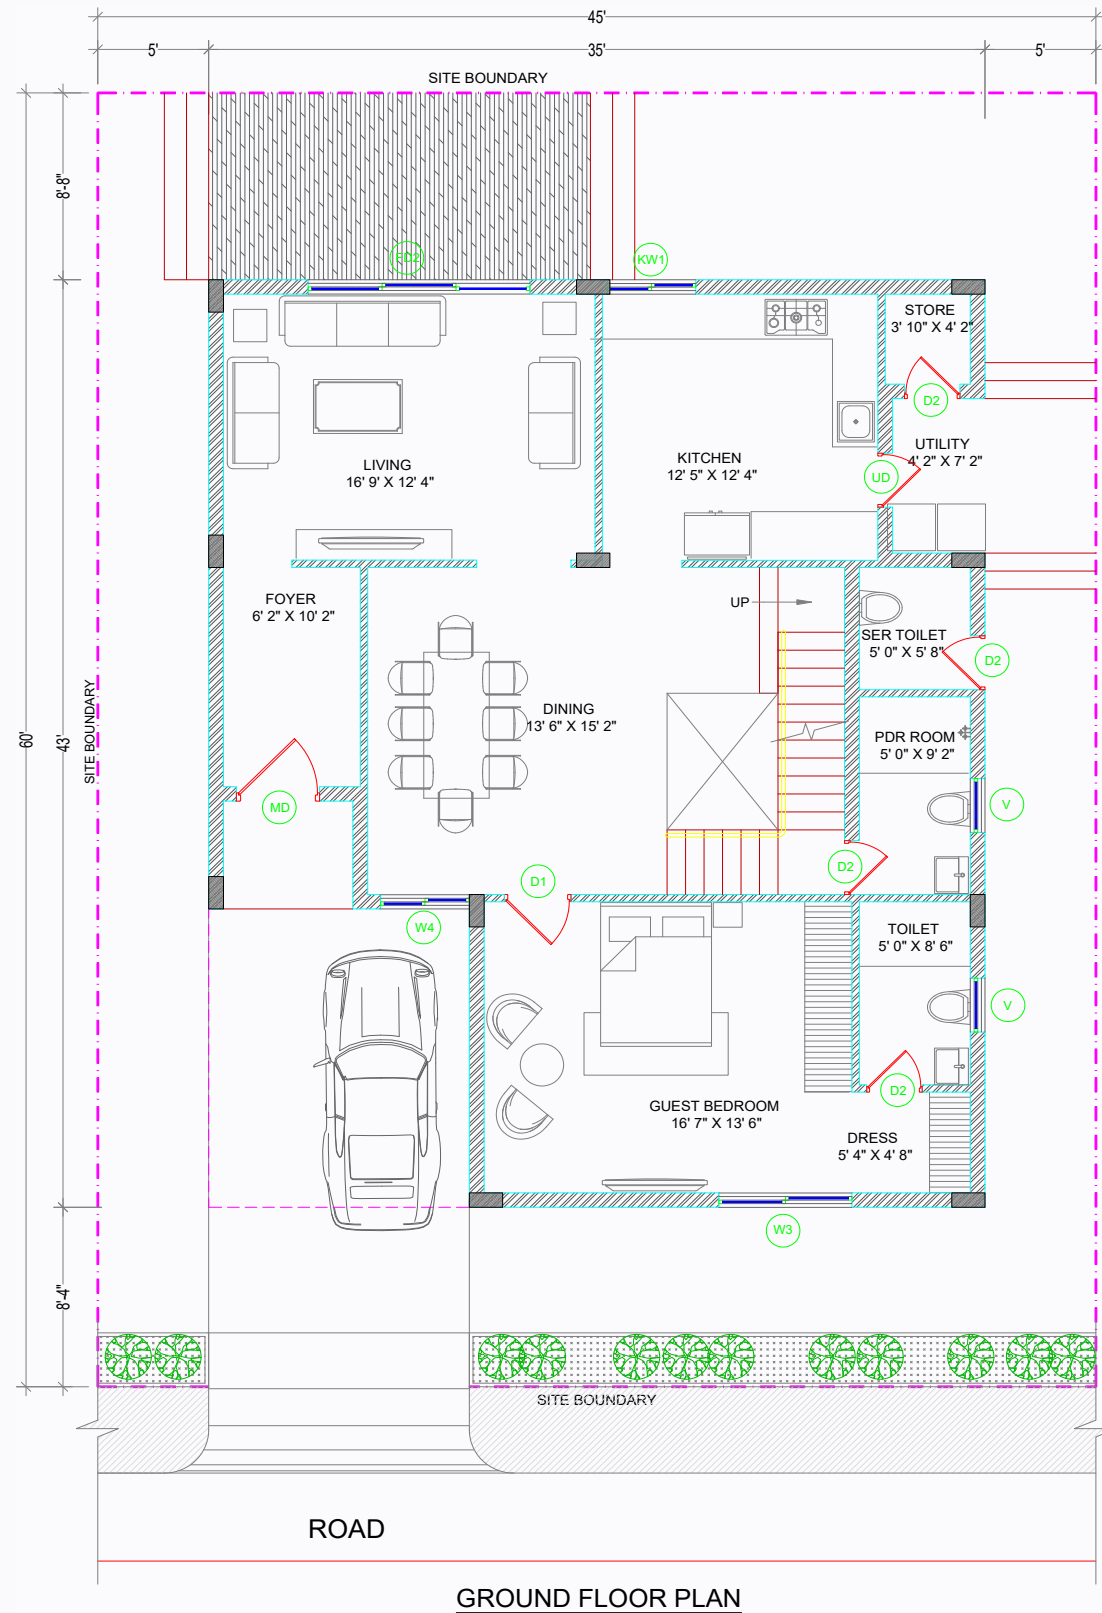 45'
5'
35'
5'
SITE BOUNDARY
8'-8"
FD2
KW1
STORE
3' 10" X 4' 2"
D2
UTILITY
4' 2" X 7' 2"
KITCHEN
12' 5" X 12' 4"
UD
LIVING
16' 9' X 12' 4"
FOYER
6' 2" X 10' 2"
UP
SER TOILET
5' 0" X 5' 8"
D2
SITE BOUNDARY
60'
43'
DINING
13' 6" X 15' 2"
PDR ROOM
5' 0" X 9' 2"
MD
V
D2
D1
W4
TOILET
5' 0" X 8' 6"
V
D2
GUEST BEDROOM
16' 7" X 13' 6"
DRESS
5' 4" X 4' 8"
W3
8'-4"
SITE BOUNDARY
ROAD
GROUND FLOOR PLAN